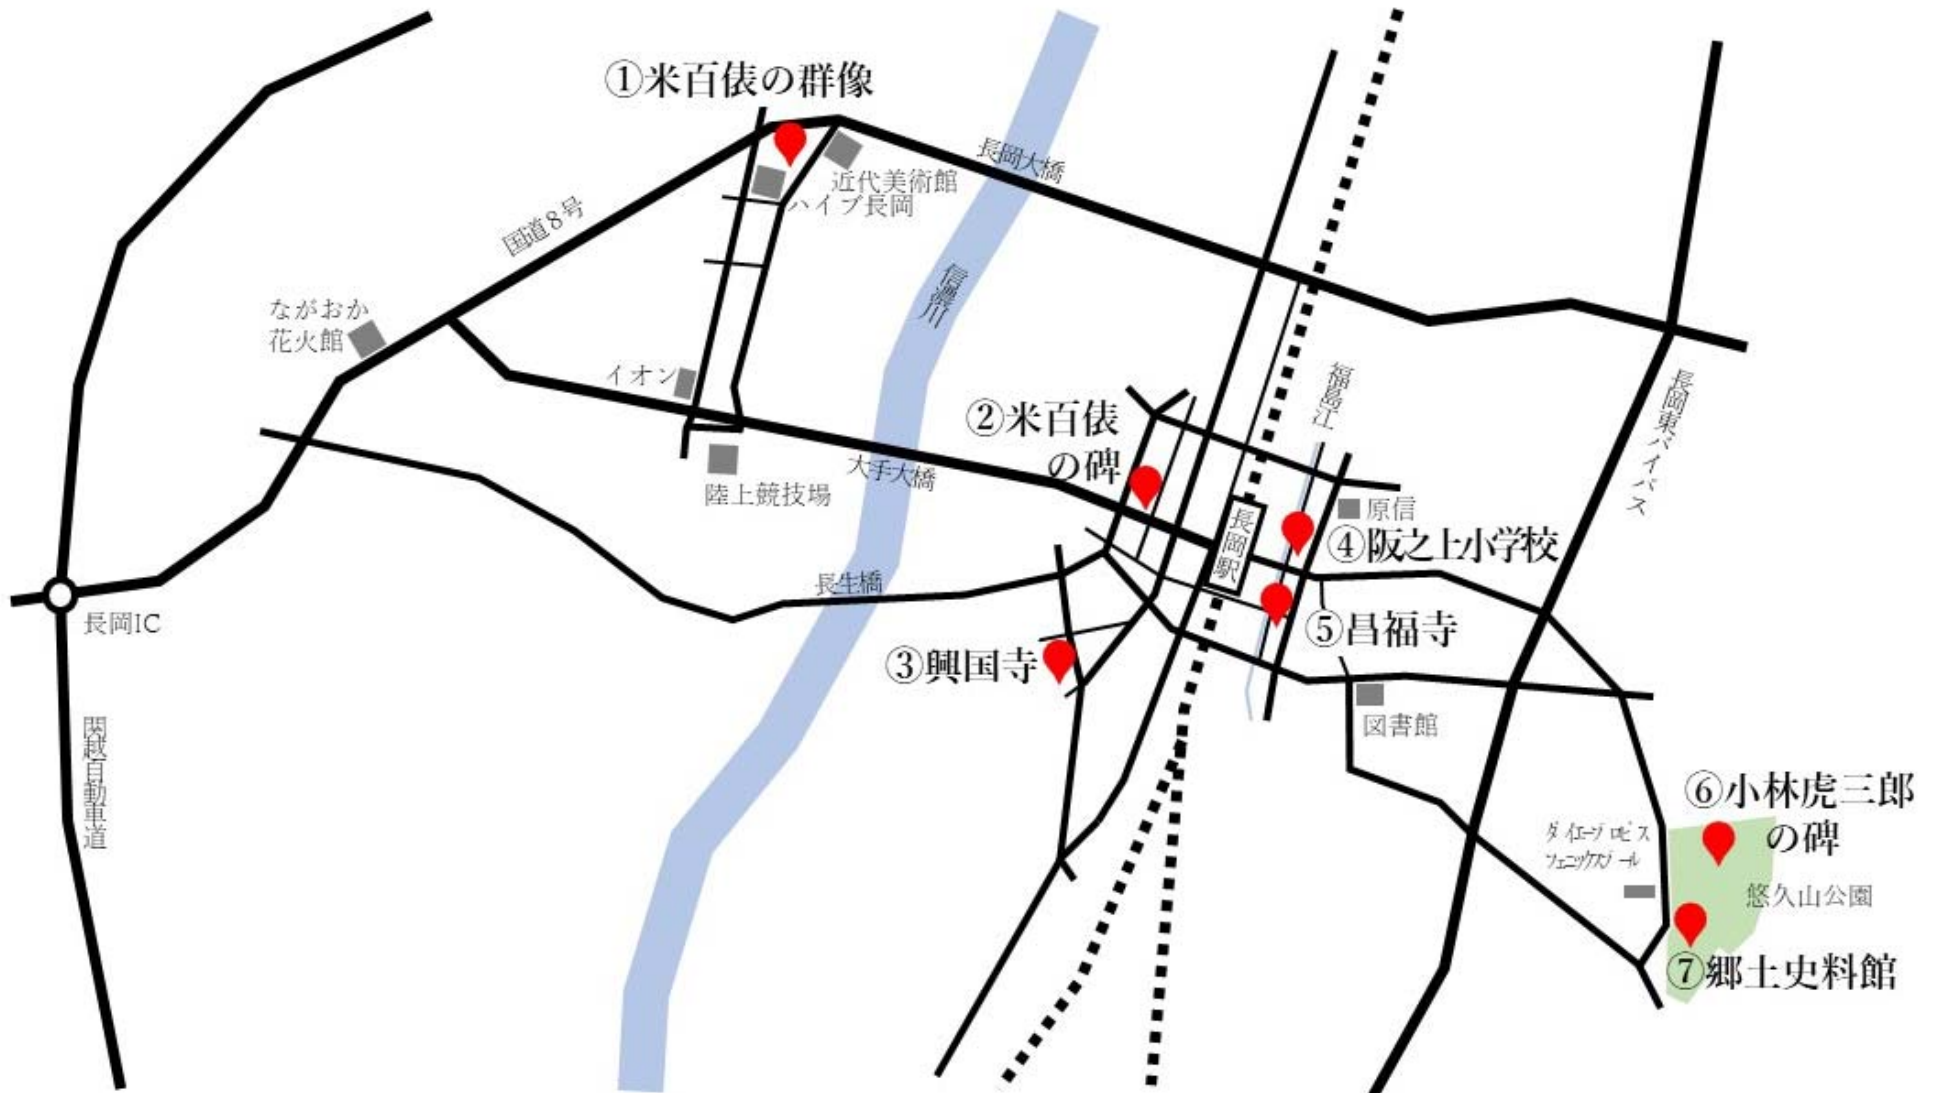 ①米百俵の群像
近代美術館
ハイブ長岡
長岡大橋
国道8号
信濃川
ながおか
花火館
イオン
陸上競技場
大手大橋
②米百俵
の碑
福島江
長岡東バイパス
長岡駅
原信
④阪之上小学校
長生橋
長岡IC
③興国寺
⑤昌福寺
図書館
関越自動車道
⑥小林虎三郎
の碑
ダイエープロビス
フェニックスプール
悠久山公園
⑦郷土史料館